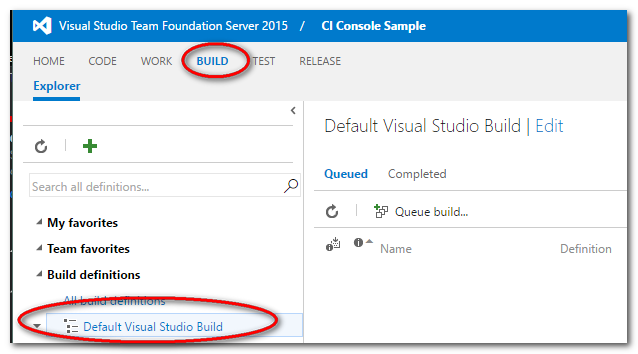 Visual Studio Team Foundation Server 2015 / CI Console Sample
HOME CODE WORK BUILD TEST RELEASE
Explorer
Search all definitions...
My favorites
Team favorites
Build definitions
All build definitions
Default Visual Studio Build
Default Visual Studio Build | Edit
Queued Completed
Queue build...
Name Definition